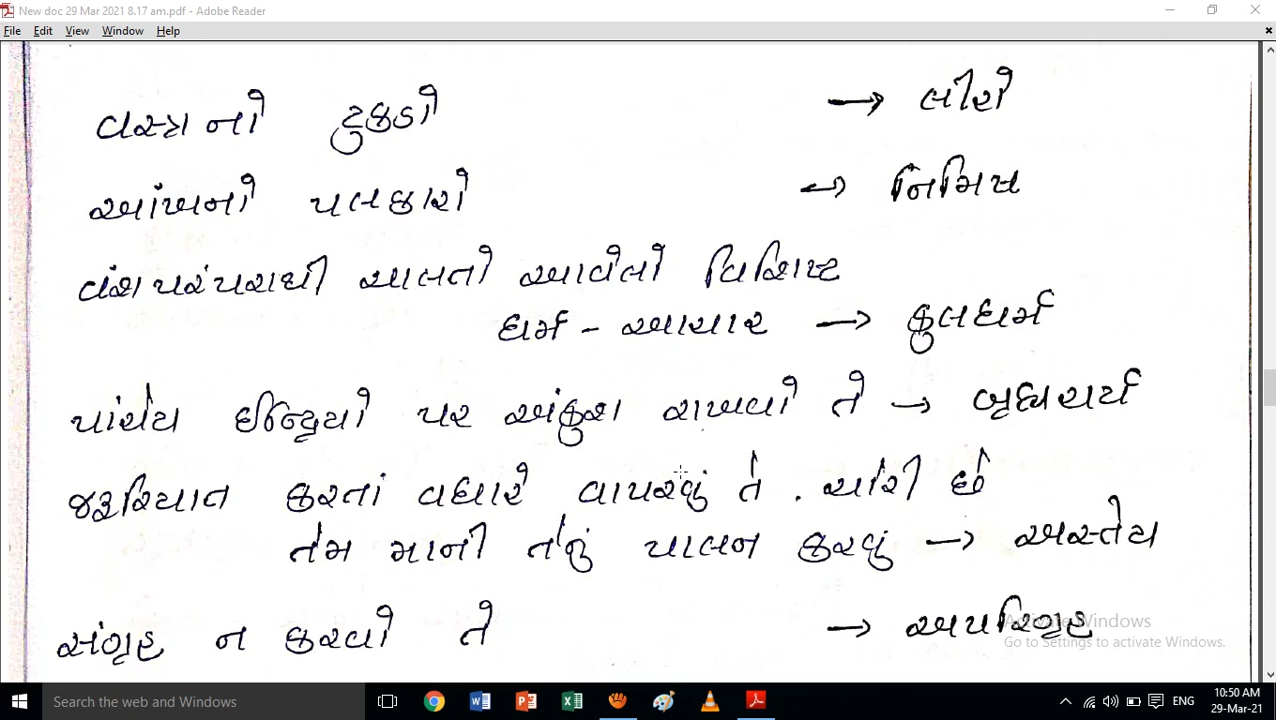 New doc 29 Mar 2021 8.17 am.pdf - Adobe Reader
File Edit View Window Help
વસ્ત્રનો ટુકડો → લીરો
આંખનો પલકારો → નિમિષ
વંશપરંપરાથી ચાલતો આવેલો વિશિષ્ટ
ધર્મ - આચાર → કુલધર્મ
પાંચેય ઈન્દ્રિયો પર અંકુશ રાખવો તે → બ્રહ્મચર્ય
જરૂરિયાત કરતાં વધારે વાપરવું તે . ચોરી છે
તેમ માની તેનું પાલન કરવું → અસ્તેય
સંગ્રહ ન કરવો તે → અપરિગ્રહ
Activate Windows
Go to Settings to activate Windows.
Search the web and Windows
ENG
10:50 AM
29-Mar-21